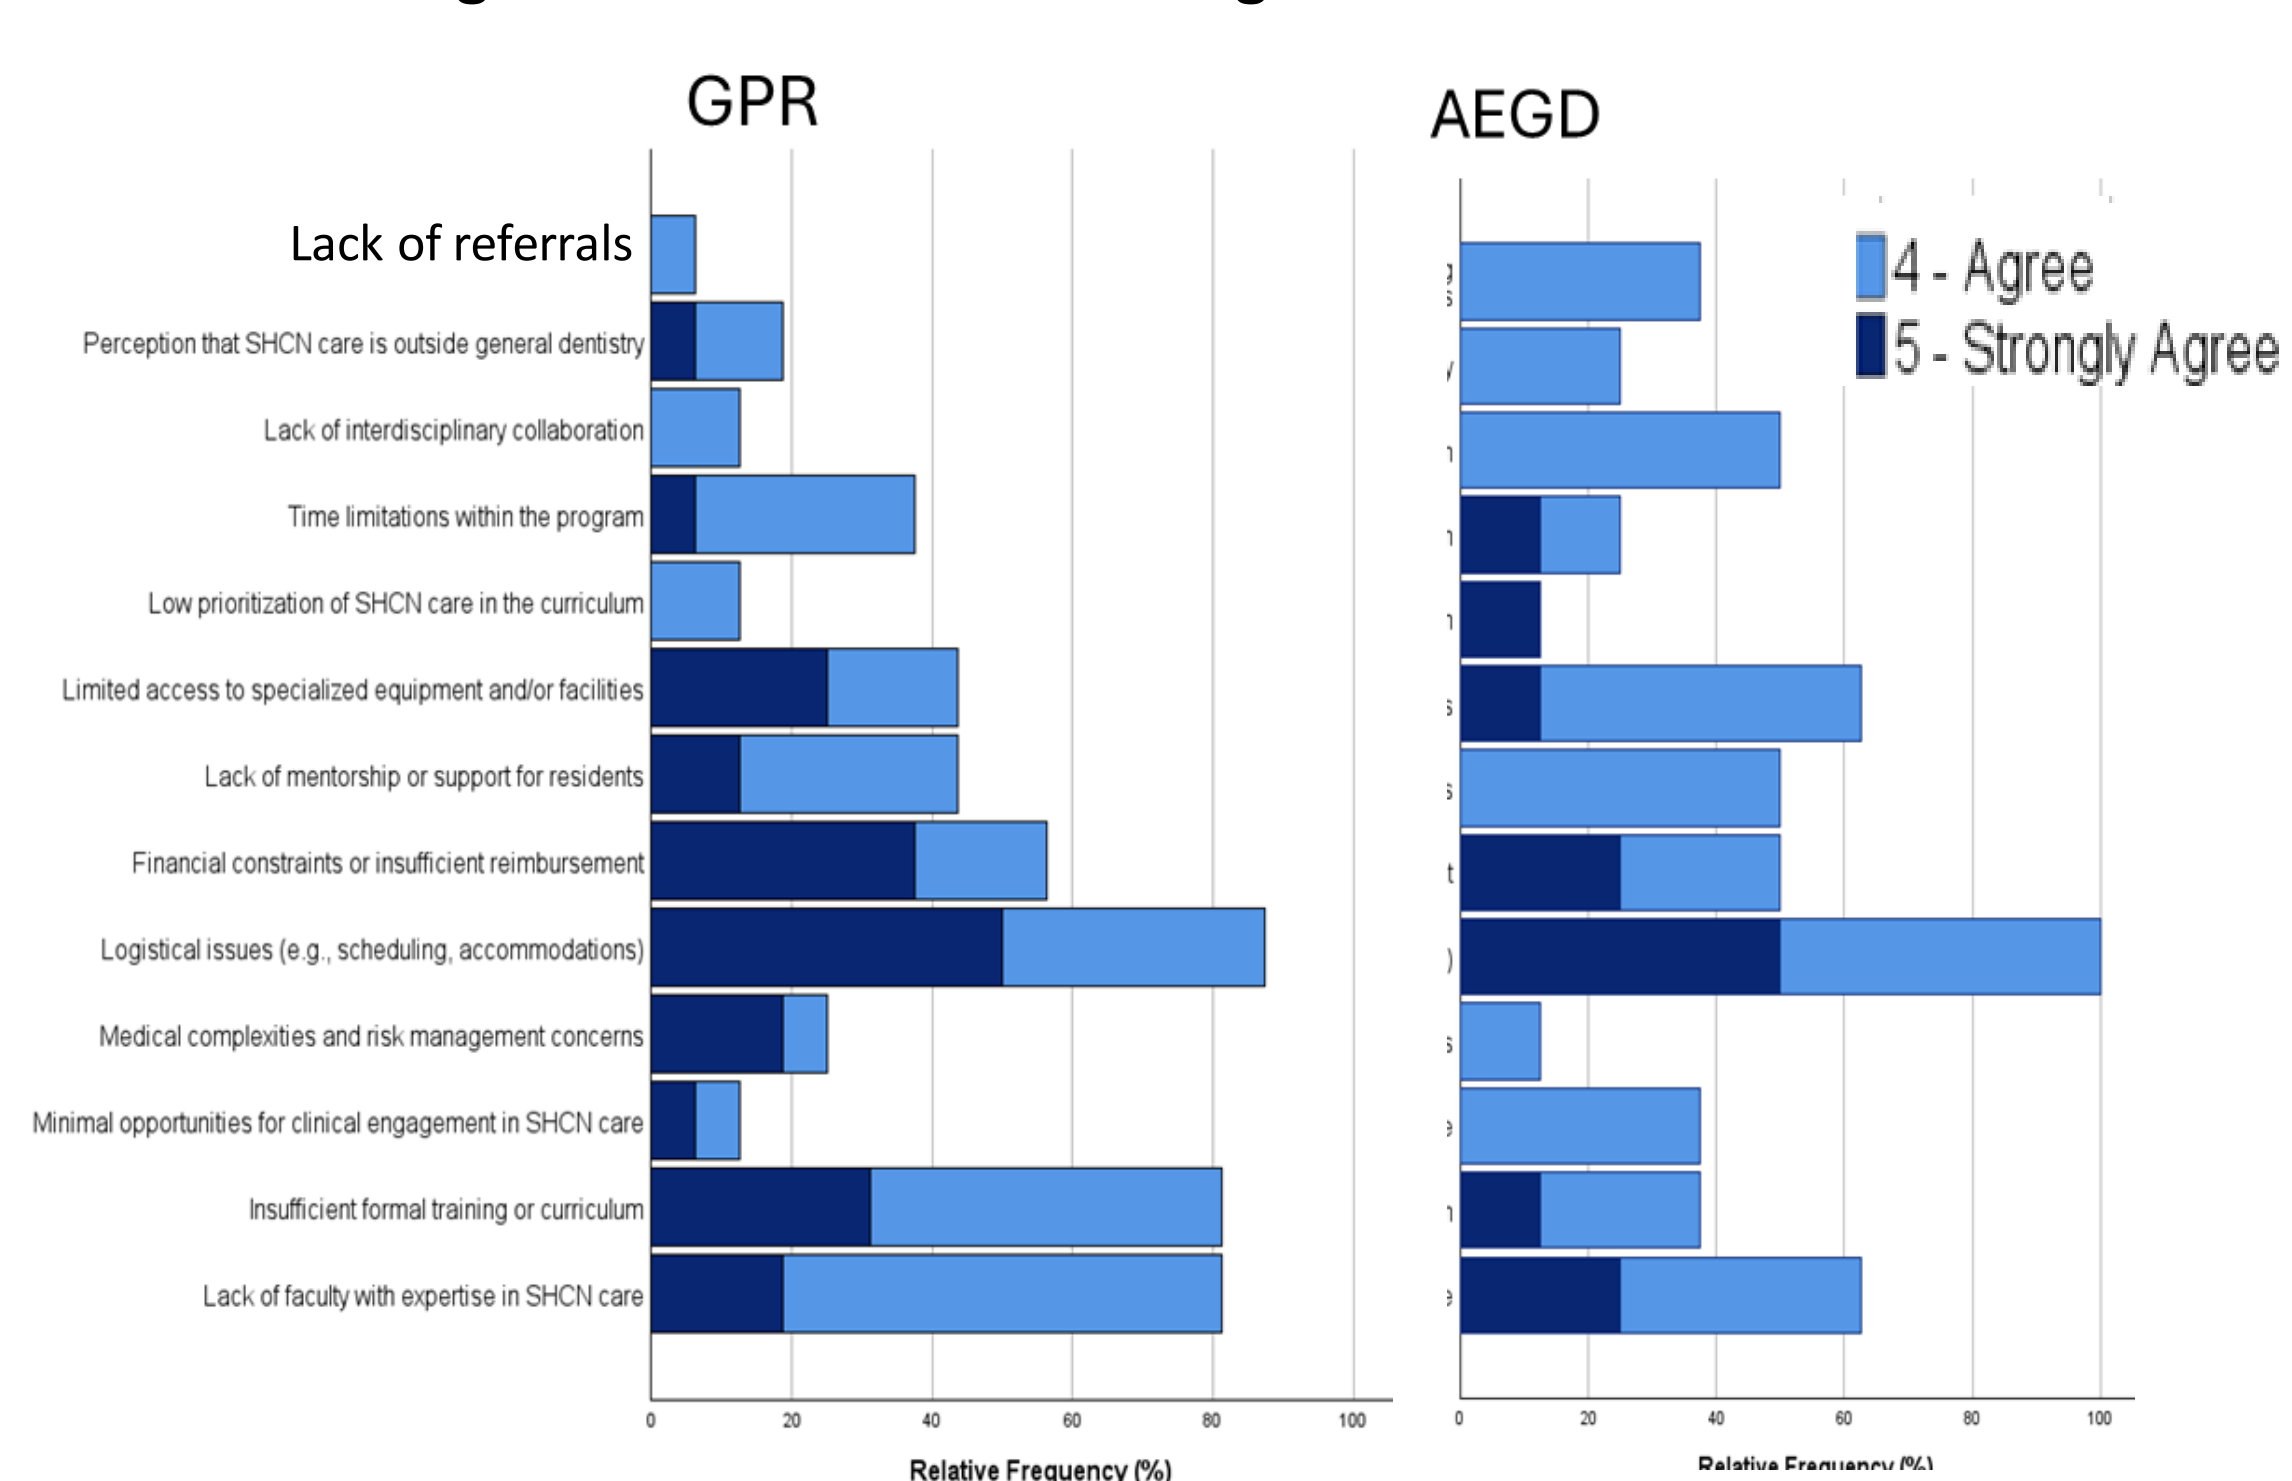 GPR
AEGD
Lack of referrals
Perception that SHCN care is outside general dentistry
Lack of interdisciplinary collaboration
Time limitations within the program
Low prioritization of SHCN care in the curriculum
Limited access to specialized equipment and/or facilities
Lack of mentorship or support for residents
Financial constraints or insufficient reimbursement
Logistical issues (e.g., scheduling, accommodations)
Medical complexities and risk management concerns
Minimal opportunities for clinical engagement in SHCN care
Insufficient formal training or curriculum
Lack of faculty with expertise in SHCN care
0 20 40 60 80 100
Relative Frequency (%)
g
s
y
n
n
n
s
s
t
)
s
e
n
e
4 - Agree
5 - Strongly Agree
0 20 40 60 80 100
Relative Frequency (%)